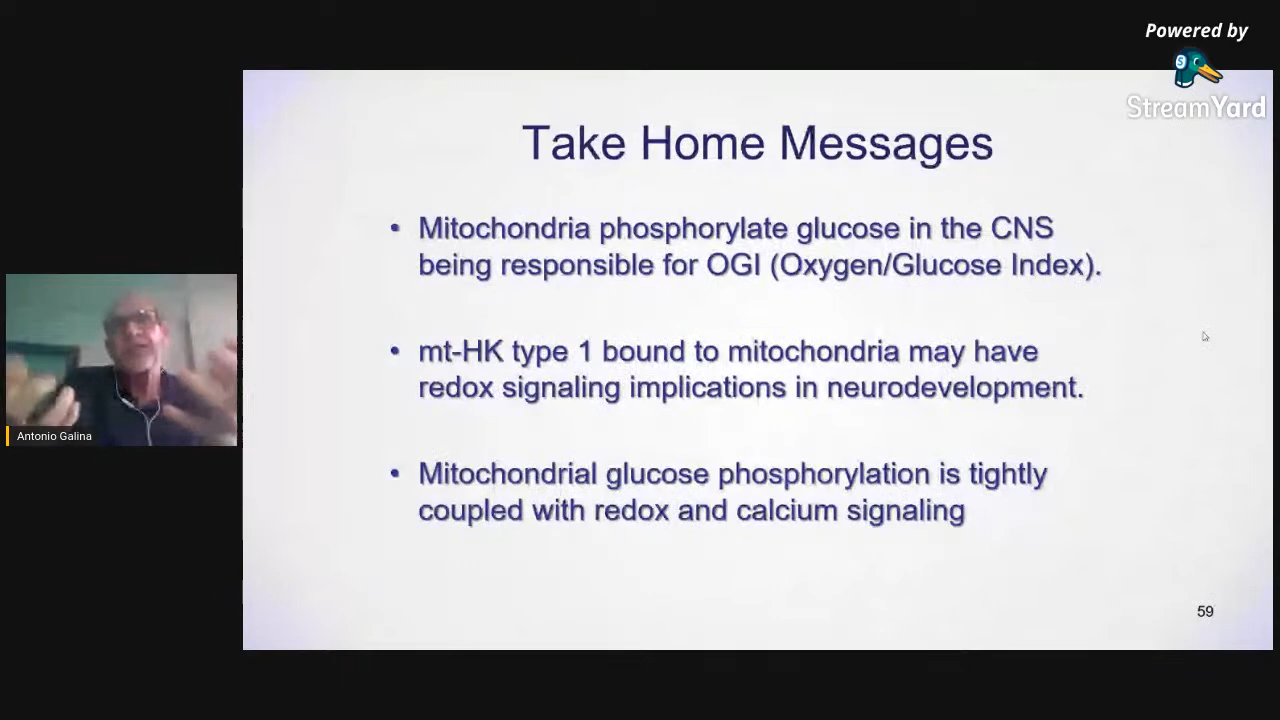 Powered by
StreamYard
Take Home Messages
• Mitochondria phosphorylate glucose in the CNS
being responsible for OGI (Oxygen/Glucose Index).
• mt-HK type 1 bound to mitochondria may have
redox signaling implications in neurodevelopment.
• Mitochondrial glucose phosphorylation is tightly
coupled with redox and calcium signaling
Antonio Galina
59